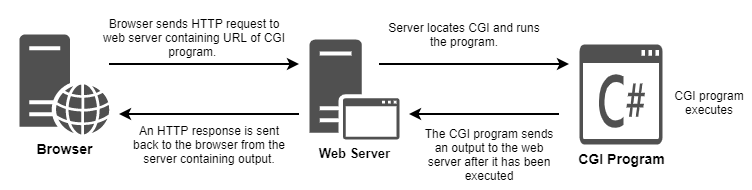 Browser sends HTTP request to
web server containing URL of CGI
program.
Server locates CGI and runs
the program.
C#
CGI program
executes
An HTTP response is sent
back to the browser from the
server containing output.
The CGI program sends
an output to the web
server after it has been
executed
Browser
Web Server
CGI Program